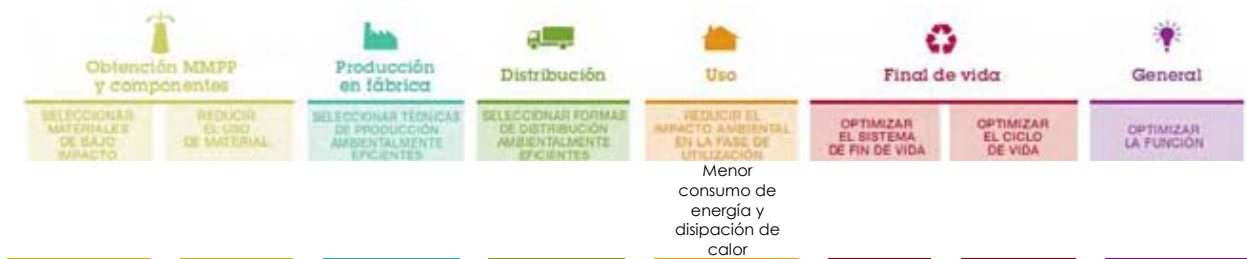 Obtención MMPP
y componentes
Producción
en fábrica
Distribución
Uso
Final de vida
General
SELECCIONAR
MATERIALES
DE BAJO
IMPACTO
REDUCIR
EL USO
DE MATERIAL
SELECCIONAR TÉCNICAS
DE PRODUCCIÓN
AMBIENTALMENTE
EFICIENTES
SELECCIONAR FORMAS
DE DISTRIBUCIÓN
AMBIENTALMENTE
EFICIENTES
REDUCIR EL
IMPACTO AMBIENTAL
EN LA FASE DE
UTILIZACIÓN
OPTIMIZAR
EL SISTEMA
DE FIN DE VIDA
OPTIMIZAR
EL CICLO
DE VIDA
OPTIMIZAR
LA FUNCIÓN
Menor
consumo de
energía y
disipación de
calor